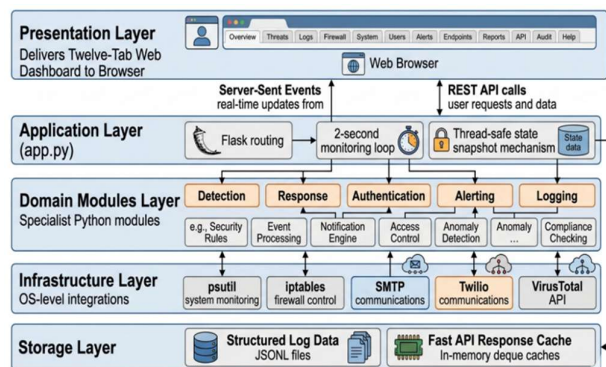 Presentation Layer
Delivers Twelve-Tab Web
Dashboard to Browser
Overview Threats Logs Firewall System Users Alerts Endpoints Reports API Audit Help
Web Browser
Server-Sent Events
real-time updates from
REST API calls
user requests and data
Application Layer
(app.py)
Flask routing
2-second
monitoring loop
Thread-safe state
snapshot mechanism
State
data
Domain Modules Layer
Specialist Python modules
Detection
Response
Authentication
Alerting
Logging
e.g., Security
Rules
Event
Processing
Notification
Engine
Access
Control
Anomaly
Detection
Anomaly
...
Compliance
Checking
Infrastructure Layer
OS-level integrations
psutil
system monitoring
iptables
firewall control
SMTP
communications
Twilio
communications
VirusTotal
API
Storage Layer
Structured Log Data
JSONL files
Fast API Response Cache
In-memory deque caches